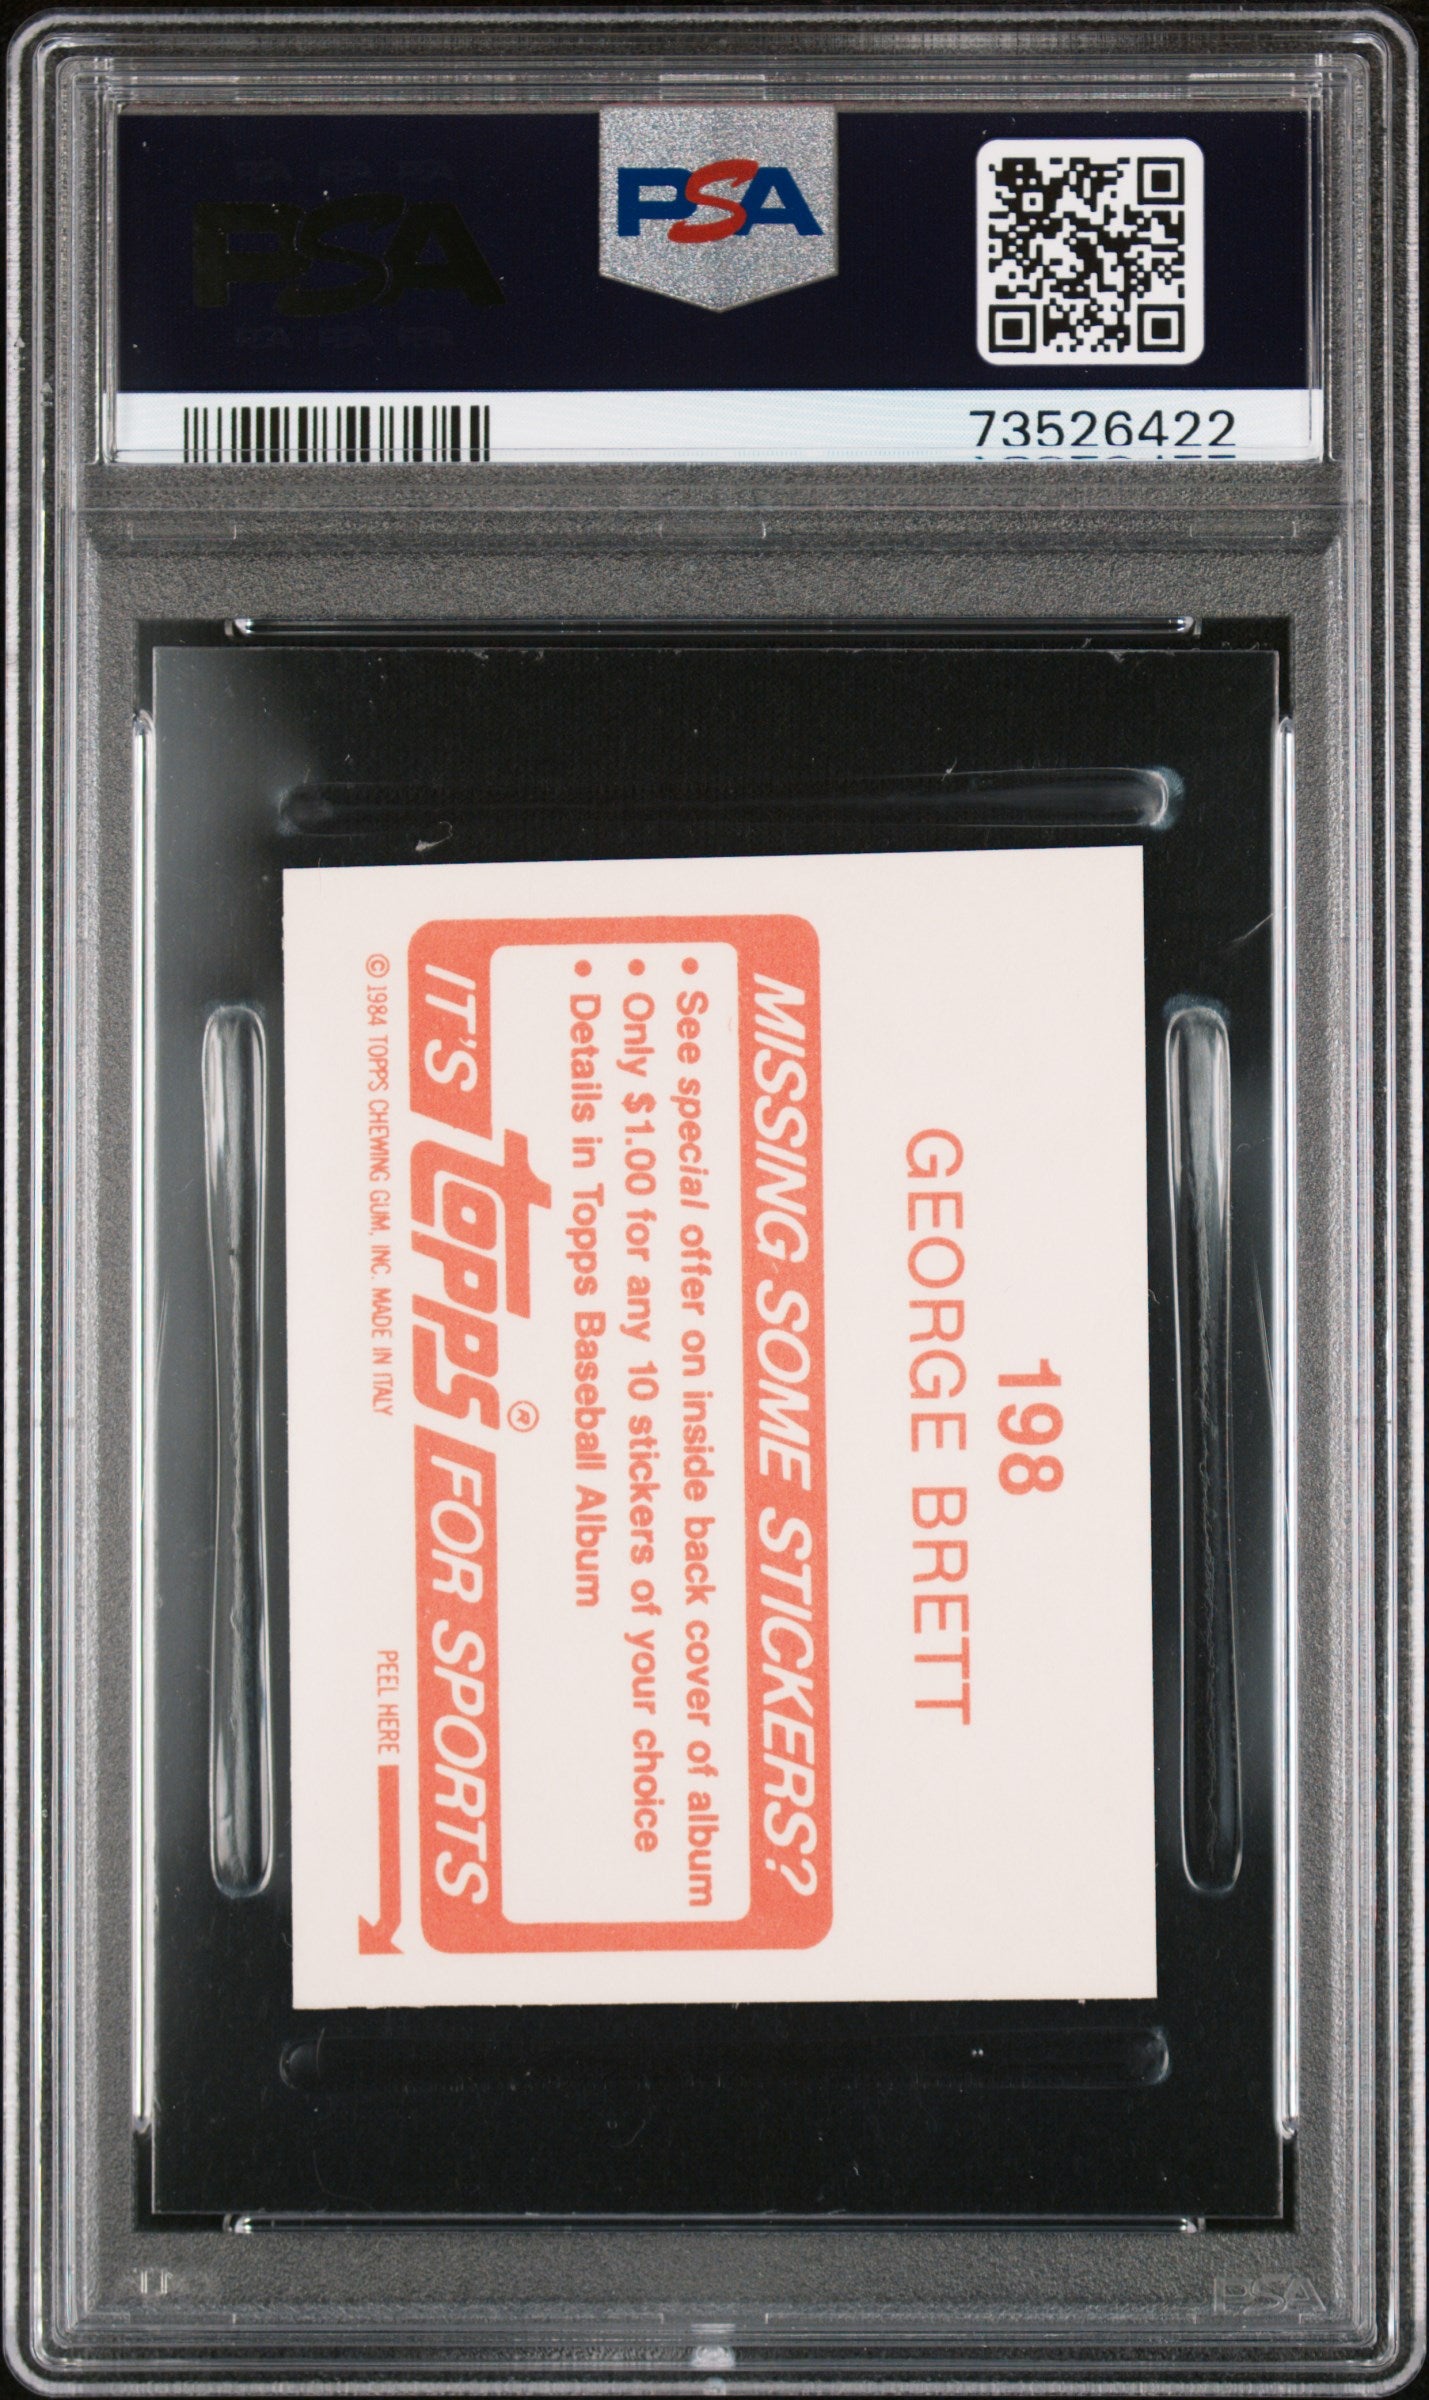 PSA
PSA
73526422
198
GEORGE BRETT
MISSING SOME STICKERS?
• See special offer on inside back cover of album
• Only $1.00 for any 10 stickers of your choice
• Details in Topps Baseball Album
IT'S topps® FOR SPORTS
© 1984 TOPPS CHEWING GUM, INC. MADE IN ITALY
PEEL HERE
PSA